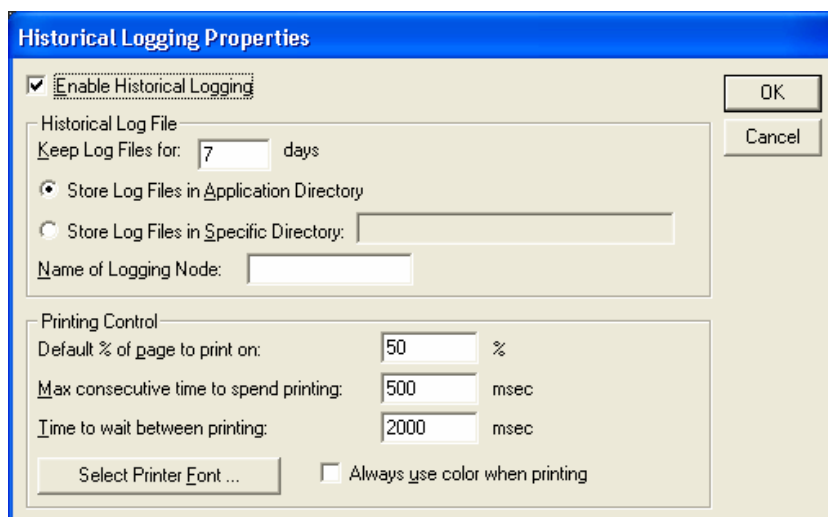 Historical Logging Properties
Enable Historical Logging
OK
Cancel
Historical Log File
Keep Log Files for: 7 days
Store Log Files in Application Directory
Store Log Files in Specific Directory:
Name of Logging Node:
Printing Control
Default % of page to print on: 50 %
Max consecutive time to spend printing: 500 msec
Time to wait between printing: 2000 msec
Select Printer Font ...
Always use color when printing